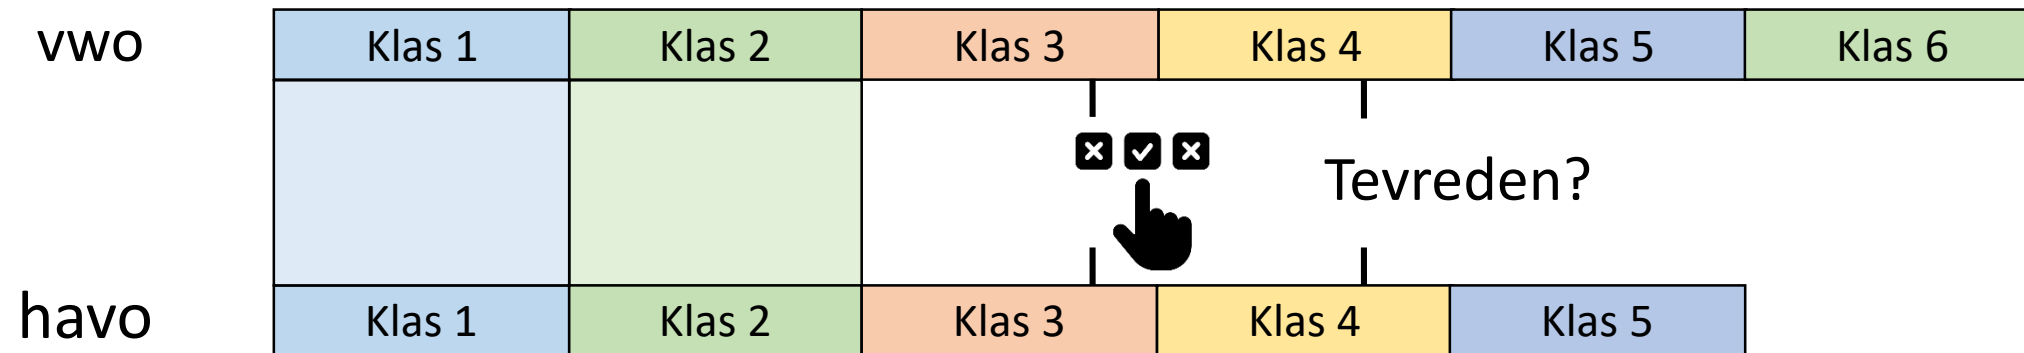 vwo Klas 1 Klas 2 Klas 3 Klas 4 Klas 5 Klas 6
Tevreden?
havo Klas 1 Klas 2 Klas 3 Klas 4 Klas 5